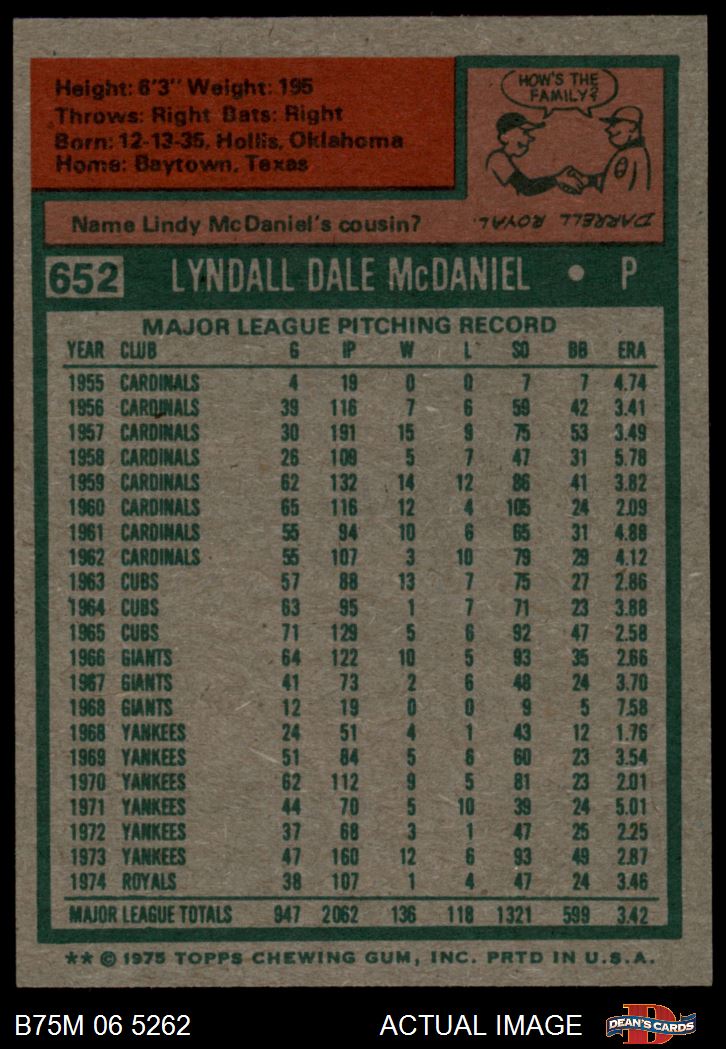 Height: 6'3" Weight: 195
Throws: Right Bats: Right
Born: 12-13-35, Hollis, Oklahoma
Home: Baytown, Texas
HOW'S THE
FAMILY?
Name Lindy McDaniel's cousin?
DARRELL ROYAL
652 LYNDALL DALE McDANIEL • P
MAJOR LEAGUE PITCHING RECORD
YEAR CLUB G IP W L SO BB ERA
1955 CARDINALS 4 19 0 0 7 7 4.74
1956 CARDINALS 39 116 7 6 59 42 3.41
1957 CARDINALS 30 191 15 9 75 53 3.49
1958 CARDINALS 26 109 5 7 47 31 5.78
1959 CARDINALS 62 132 14 12 86 41 3.82
1960 CARDINALS 65 116 12 4 105 24 2.09
1961 CARDINALS 55 94 10 6 65 31 4.88
1962 CARDINALS 55 107 3 10 79 29 4.12
1963 CUBS 57 88 13 7 75 27 2.86
1964 CUBS 63 95 1 7 71 23 3.88
1965 CUBS 71 129 5 6 92 47 2.58
1966 GIANTS 64 122 10 5 93 35 2.66
1967 GIANTS 41 73 2 6 48 24 3.70
1968 GIANTS 12 19 0 0 9 5 7.58
1968 YANKEES 24 51 4 1 43 12 1.76
1969 YANKEES 51 84 5 6 60 23 3.54
1970 YANKEES 62 112 9 5 81 23 2.01
1971 YANKEES 44 70 5 10 39 24 5.01
1972 YANKEES 37 68 3 1 47 25 2.25
1973 YANKEES 47 160 12 6 93 49 2.87
1974 ROYALS 38 107 1 4 47 24 3.46
MAJOR LEAGUE TOTALS 947 2062 136 118 1321 599 3.42
** © 1975 TOPPS CHEWING GUM, INC. PRTD IN U.S.A.
B75M 06 5262 ACTUAL IMAGE DEAN'S CARDS